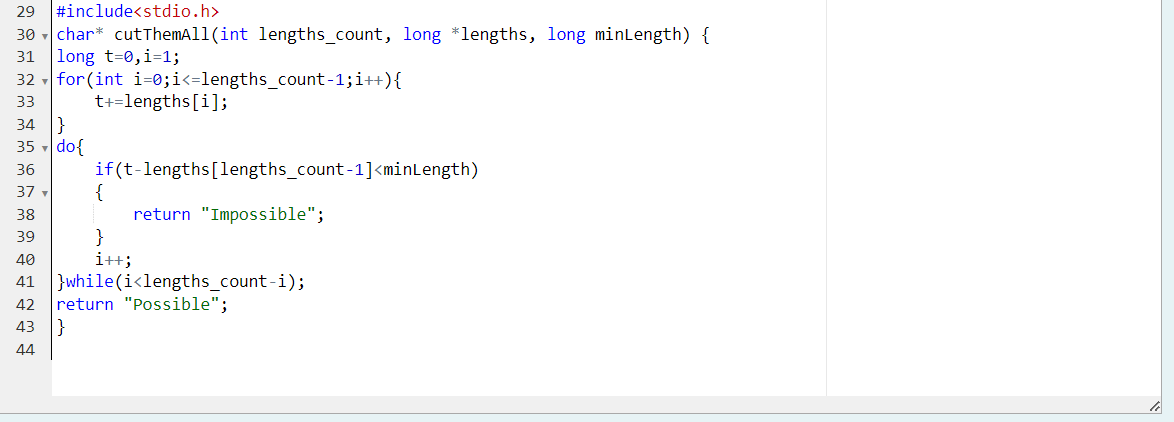 29 #include<stdio.h>
30 char* cutThemAll(int lengths_count, long *lengths, long minLength) {
31 long t=0,i=1;
32 for(int i=0;i<=lengths_count-1;i++){
33     t+=lengths[i];
34 }
35 do{
36     if(t-lengths[lengths_count-1]<minLength)
37     {
38         return "Impossible";
39     }
40     i++;
41 }while(i<lengths_count-i);
42 return "Possible";
43 }
44